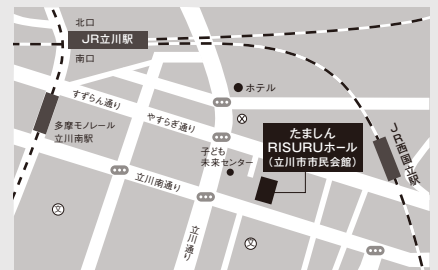 北口
JR立川駅
南口
ホテル
すずらん通り
やすらぎ通り
多摩モノレール
立川南駅
子ども
未来センター
たましん
RISURUホール
（立川市市民会館）
JR西国立駅
立川南通り
立川通り
文
文